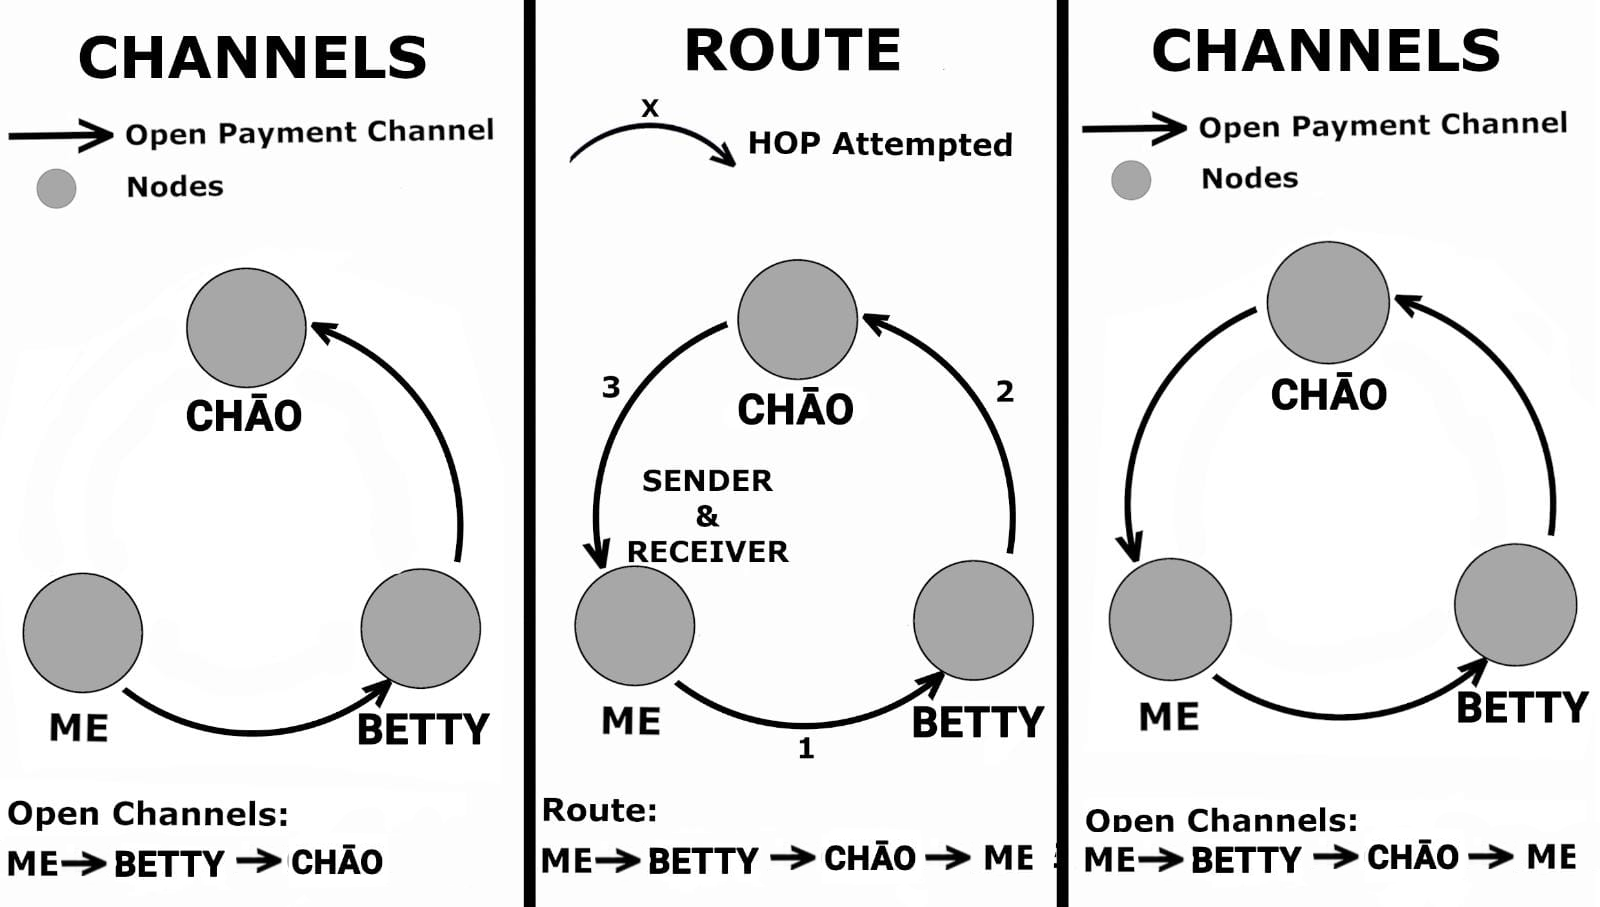 CHANNELS
Open Payment Channel
Nodes
CHĀO
ME
BETTY
Open Channels:
ME→BETTY→CHĀO
ROUTE
X
HOP Attempted
3
2
CHĀO
SENDER
&
RECEIVER
ME
BETTY
1
Route:
ME→BETTY→CHĀO→ME
CHANNELS
Open Payment Channel
Nodes
CHĀO
ME
BETTY
Open Channels:
ME→BETTY→CHĀO→ME